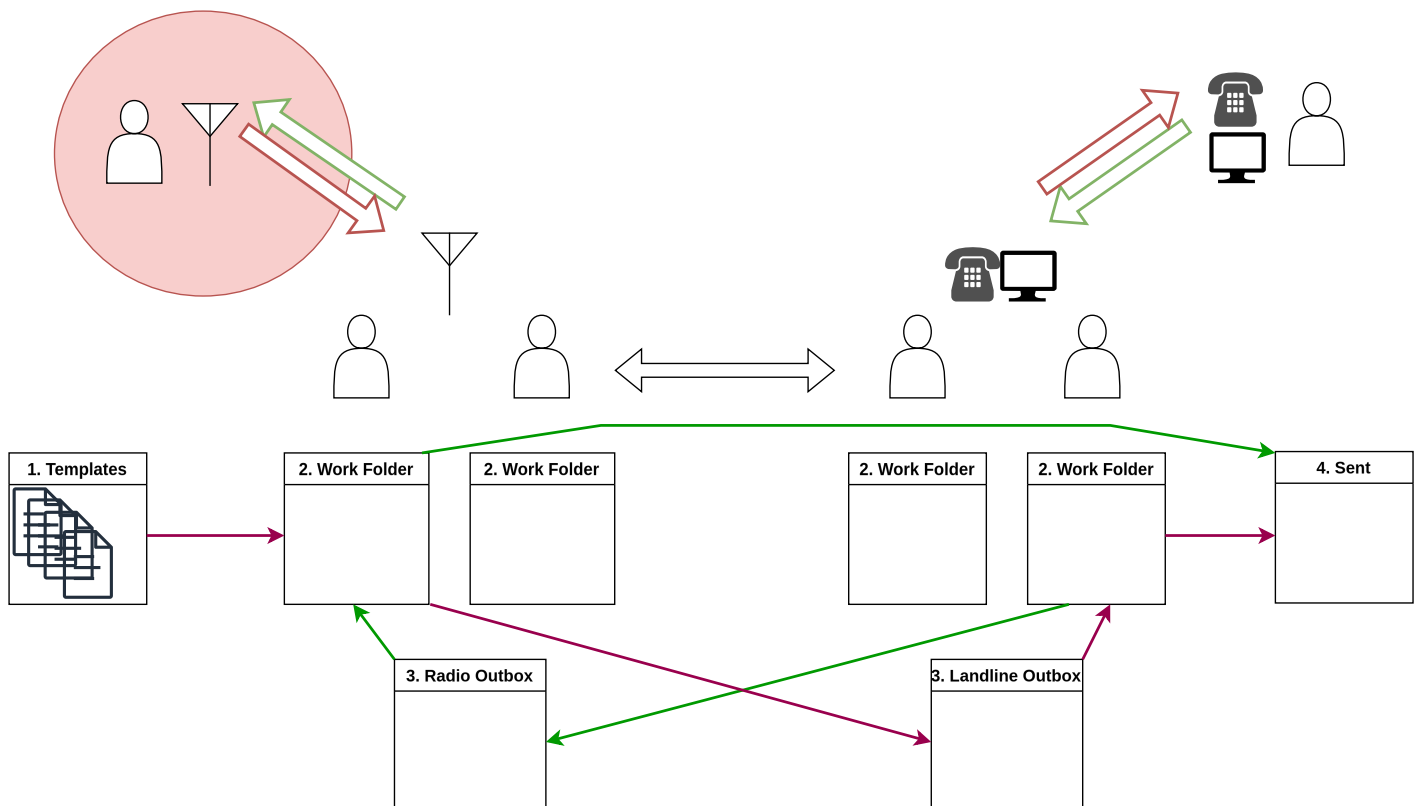 1. Templates
2. Work Folder
2. Work Folder
2. Work Folder
2. Work Folder
4. Sent
3. Radio Outbox
3. Landline Outbox